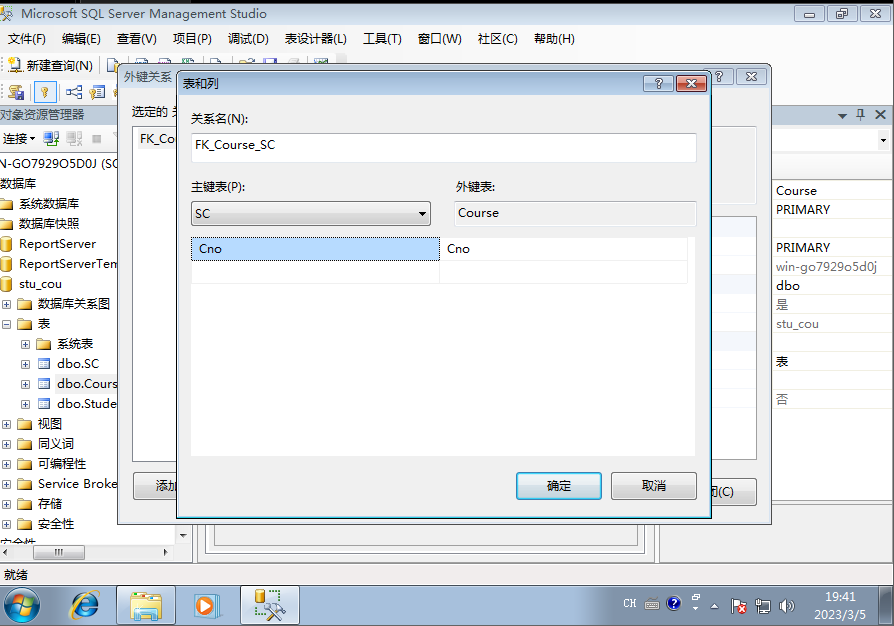 Microsoft SQL Server Management Studio
文件(F) 编辑(E) 查看(V) 项目(P) 调试(D) 表设计器(L) 工具(T) 窗口(W) 社区(C) 帮助(H)
新建查询(N)
外键关系
表和列
对象资源管理器
选定的 关
关系名(N):
连接
FK_Co
FK_Course_SC
N-GO7929O5D0J (SQ
数据库
主键表(P):
外键表:
系统数据库
Course
SC
Course
PRIMARY
数据库快照
ReportServer
Cno
Cno
PRIMARY
ReportServerTem
win-go7929o5d0j
stu_cou
dbo
数据库关系图
是
表
stu_cou
系统表
dbo.SC
表
dbo.Cours
dbo.Stude
否
视图
同义词
可编程性
Service Broke
添加
确定
取消
闭(C)
存储
安全性
安全性
就绪
CH
19:41
2023/3/5